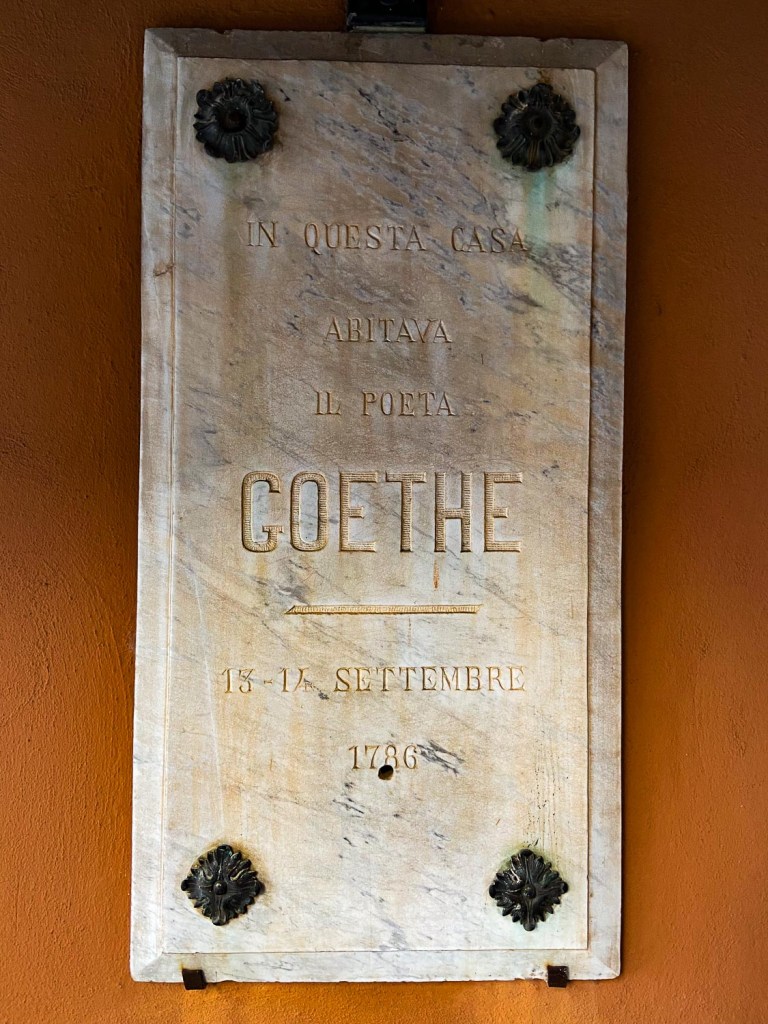 IN QUESTA CASA
ABITAVA
IL POETA
GOETHE
13-14 SETTEMBRE
1786